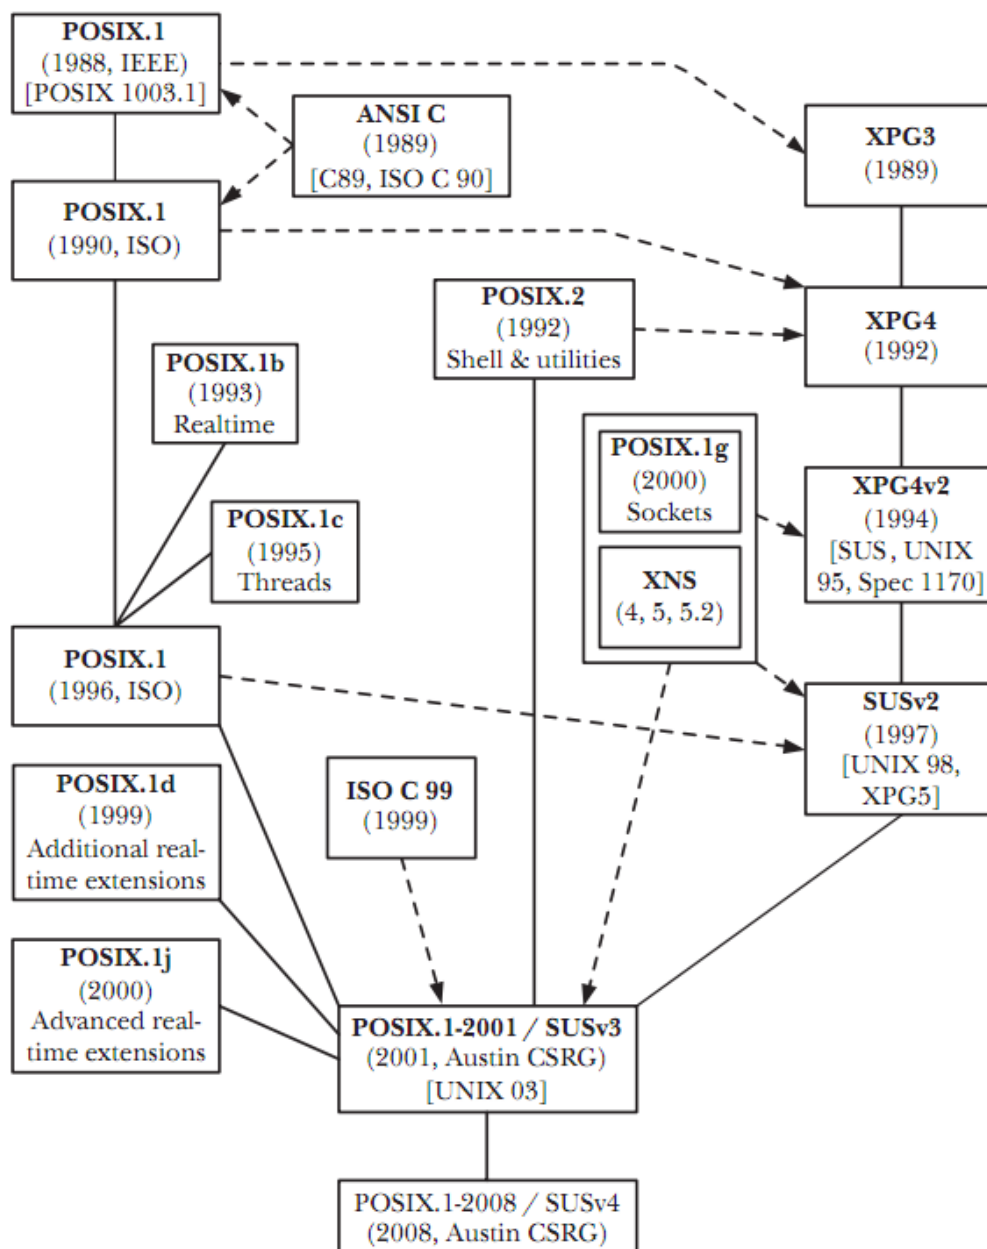 POSIX.1
(1988, IEEE)
[POSIX 1003.1]
ANSI C
(1989)
[C89, ISO C 90]
XPG3
(1989)
POSIX.1
(1990, ISO)
POSIX.2
(1992)
Shell & utilities
XPG4
(1992)
POSIX.1b
(1993)
Realtime
POSIX.1g
(2000)
Sockets
XNS
(4, 5, 5.2)
XPG4v2
(1994)
[SUS, UNIX
95, Spec 1170]
POSIX.1c
(1995)
Threads
POSIX.1
(1996, ISO)
SUSv2
(1997)
[UNIX 98,
XPG5]
POSIX.1d
(1999)
Additional real-
time extensions
ISO C 99
(1999)
POSIX.1j
(2000)
Advanced real-
time extensions
POSIX.1-2001 / SUSv3
(2001, Austin CSRG)
[UNIX 03]
POSIX.1-2008 / SUSv4
(2008, Austin CSRG)